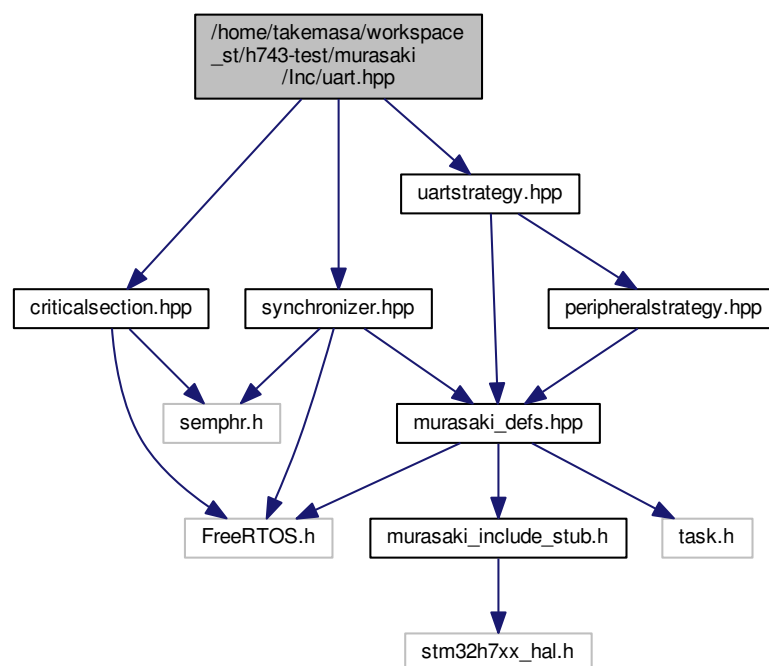 /home/takemasa/workspace
_st/h743-test/murasaki
/Inc/uart.hpp
uartstrategy.hpp
criticalsection.hpp
synchronizer.hpp
peripheralstrategy.hpp
semphr.h
murasaki_defs.hpp
FreeRTOS.h
murasaki_include_stub.h
task.h
stm32h7xx_hal.h